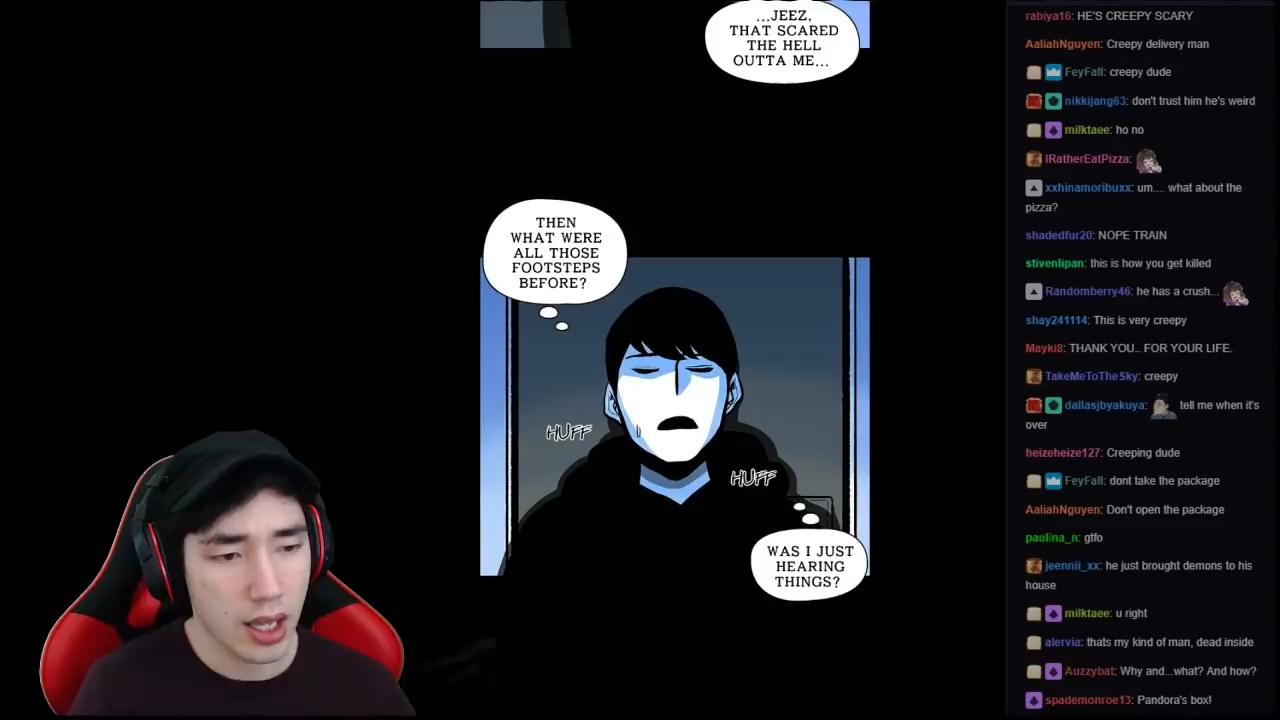 ...JEEZ,
THAT SCARED
THE HELL
OUTTA ME...
THEN
WHAT WERE
ALL THOSE
FOOTSTEPS
BEFORE?
HUFF
HUFF
WAS I JUST
HEARING
THINGS?
rabiya16: HE'S CREEPY SCARY
AaliahNguyen: Creepy delivery man
FeyFall: creepy dude
nikkijang63: don't trust him he's weird
milktaee: ho no
IRatherEatPizza:
xxhinamoribuxx: um.... what about the
pizza?
shadedfur20: NOPE TRAIN
stivenlipan: this is how you get killed
Randomberry46: he has a crush...
shay241114: This is very creepy
Mayki8: THANK YOU.. FOR YOUR LIFE.
TakeMeToTheSky: creepy
dallasjbyakuya: tell me when it's
over
heizeheize127: Creeping dude
FeyFall: dont take the package
AaliahNguyen: Don't open the package
paulina_n: gtfo
jeennii_xx: he just brought demons to his
house
milktaee: u right
alervia: thats my kind of man, dead inside
Auzzybat: Why and...what? And how?
spademonroe13: Pandora's box!